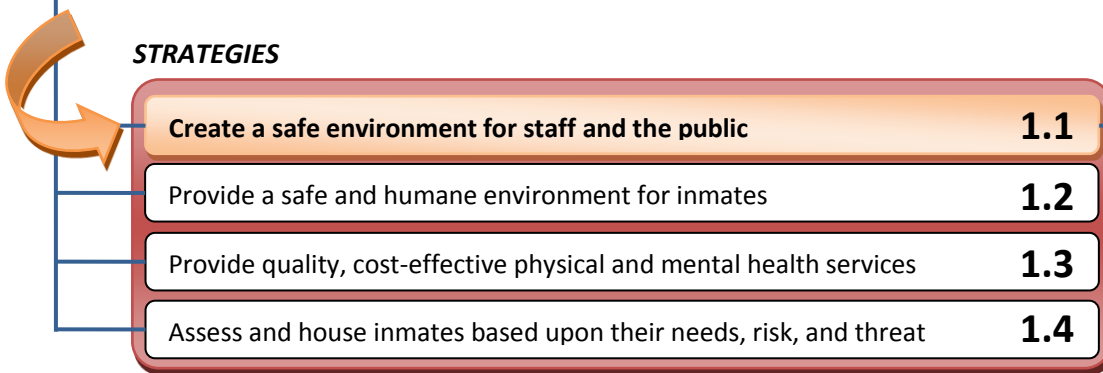 STRATEGIES
Create a safe environment for staff and the public 1.1
Provide a safe and humane environment for inmates 1.2
Provide quality, cost-effective physical and mental health services 1.3
Assess and house inmates based upon their needs, risk, and threat 1.4